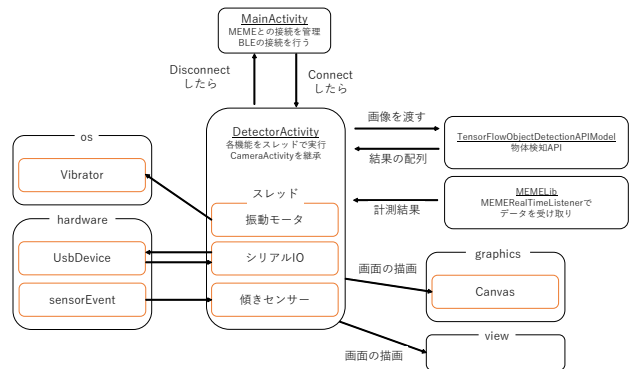 MainActivity
MEMEとの接続を管理
BLEの接続を行う
Disconnect
したら
Connect
したら
DetectorActivity
各機能をスレッドで実行
CameraActivityを継承
画像を渡す
結果の配列
TensorFlowObjectDetectionAPIModel
物体検知API
os
Vibrator
スレッド
振動モータ
計測結果
MEMELib
MEMERealTimeListenerで
データを受け取り
hardware
UsbDevice
シリアルIO
sensorEvent
傾きセンサー
画面の描画
graphics
Canvas
画面の描画
view